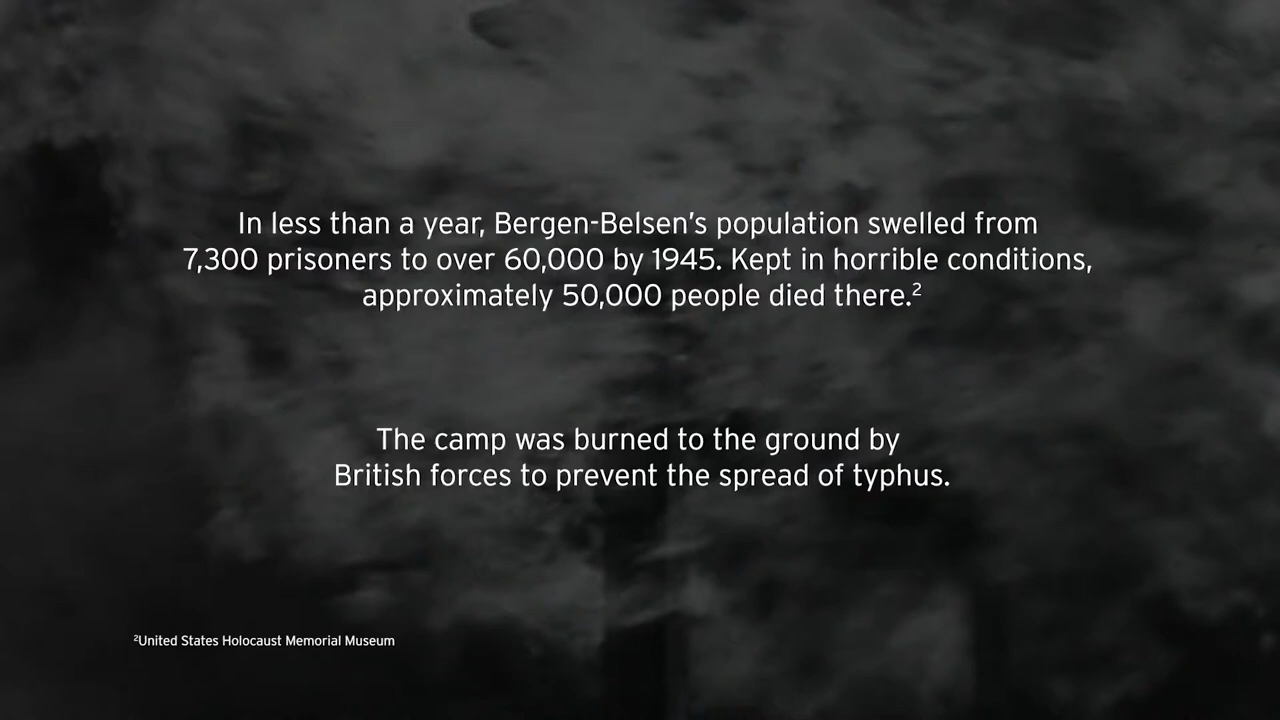 In less than a year, Bergen-Belsen's population swelled from
7,300 prisoners to over 60,000 by 1945. Kept in horrible conditions,
approximately 50,000 people died there.²
The camp was burned to the ground by
British forces to prevent the spread of typhus.
²United States Holocaust Memorial Museum